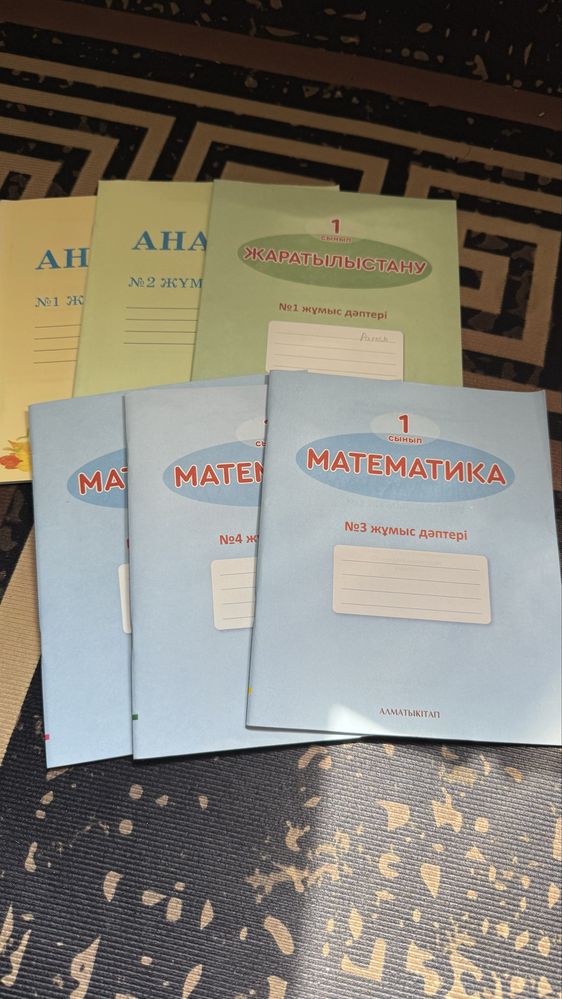 АН
№1 Ж
АНА
№2 ЖҰМ
1
сынып
ЖАРАТЫЛЫСТАНУ
№1 жұмыс дәптері
МА
МАТЕМ
№4 ж
1
сынып
МАТЕМАТИКА
№3 жұмыс дәптері
АЛМАТЫКІТАП